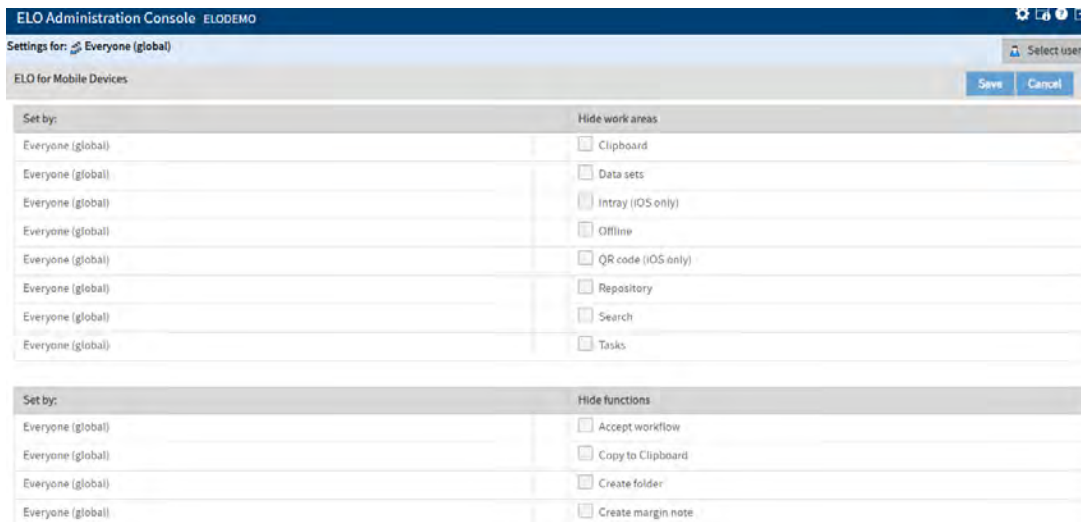 ELO Administration Console ELODEMO
Settings for: Everyone (global)
Select user
ELO for Mobile Devices
Save Cancel
Set by: Hide work areas
Everyone (global) Clipboard
Everyone (global) Data sets
Everyone (global) Intray (iOS only)
Everyone (global) Offline
Everyone (global) QR code (iOS only)
Everyone (global) Repository
Everyone (global) Search
Everyone (global) Tasks
Set by: Hide functions
Everyone (global) Accept workflow
Everyone (global) Copy to Clipboard
Everyone (global) Create folder
Everyone (global) Create margin note